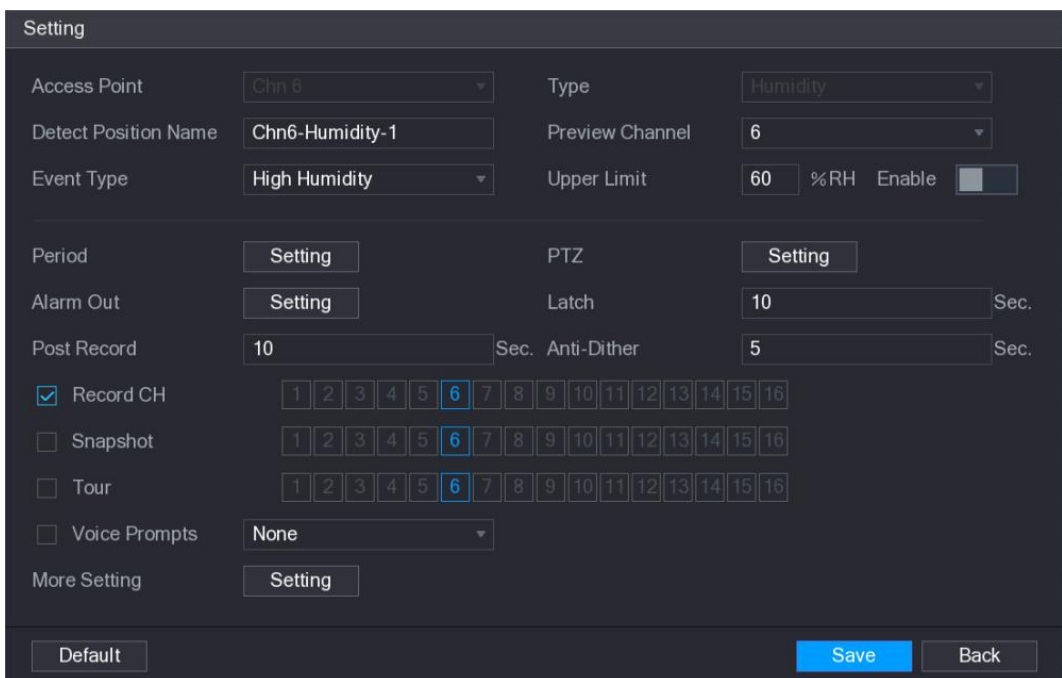 Setting
Access Point Chn 6 Type Humidity
Detect Position Name Chn6-Humidity-1 Preview Channel 6
Event Type High Humidity Upper Limit 60 %RH Enable
Period Setting PTZ Setting
Alarm Out Setting Latch 10 Sec.
Post Record 10 Sec. Anti-Dither 5 Sec.
Record CH 1 2 3 4 5 6 7 8 9 10 11 12 13 14 15 16
Snapshot 1 2 3 4 5 6 7 8 9 10 11 12 13 14 15 16
Tour 1 2 3 4 5 6 7 8 9 10 11 12 13 14 15 16
Voice Prompts None
More Setting Setting
Default Save Back